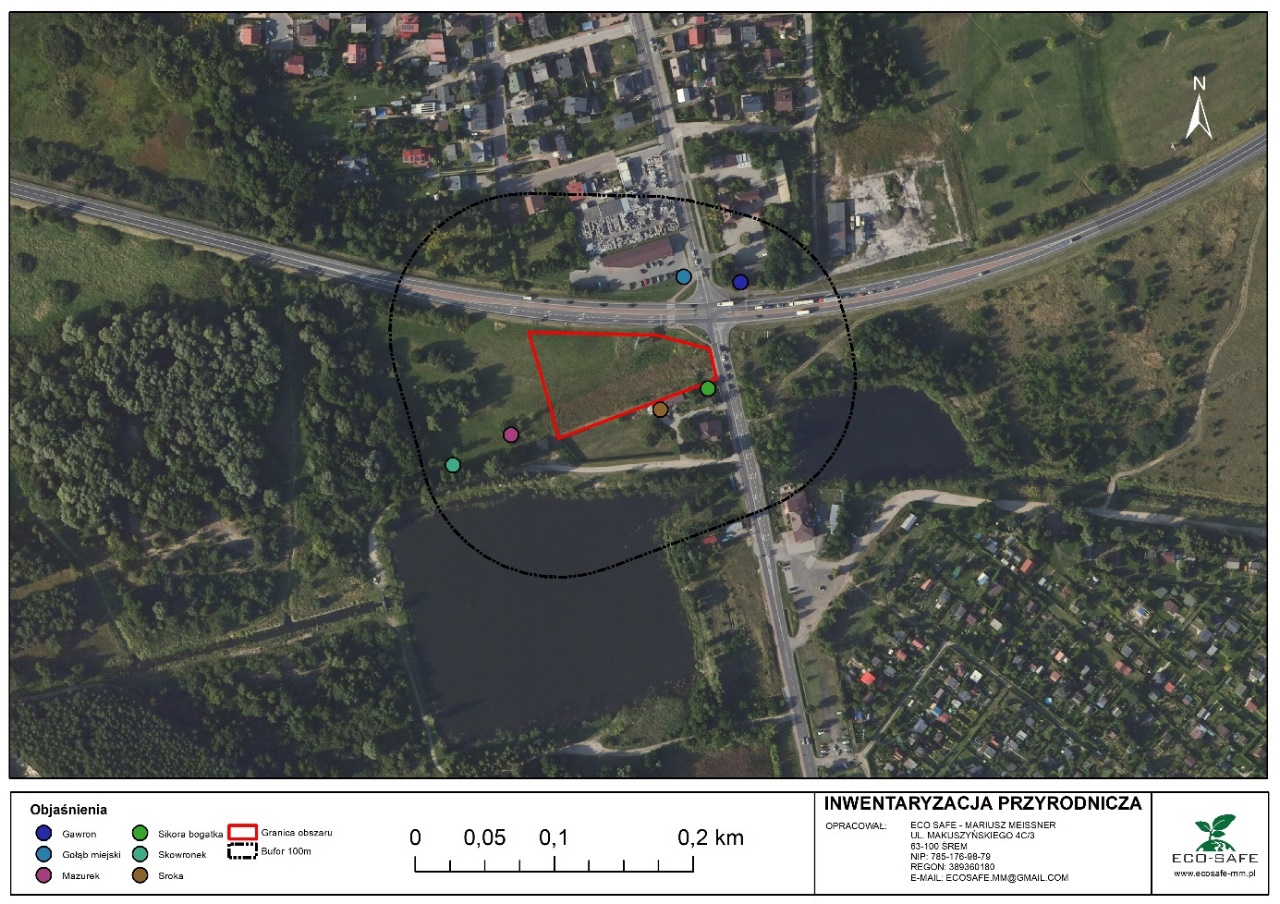 N
Objaśnienia
Gawron
Gołąb miejski
Mazurek
Sikora bogatka
Skowronek
Sroka
Granica obszaru
Bufor 100m
0 0,05 0,1 0,2 km
INWENTARYZACJA PRZYRODNICZA
OPRACOWAŁ:
ECO SAFE - MARIUSZ MEISSNER
UL. MAKUSZYŃSKIEGO 4C/3
63-100 ŚREM
NIP: 785-176-98-79
REGON: 389360180
E-MAIL: ECOSAFE.MM@GMAIL.COM
ECO-SAFE
www.ecosafe-mm.pl